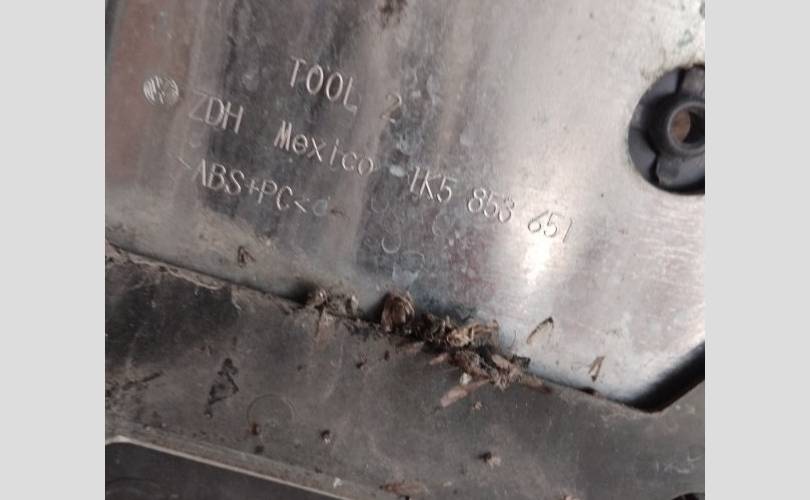 TOOL 2
ZDH Mexico 1K5 853 651
>ABS+PC<